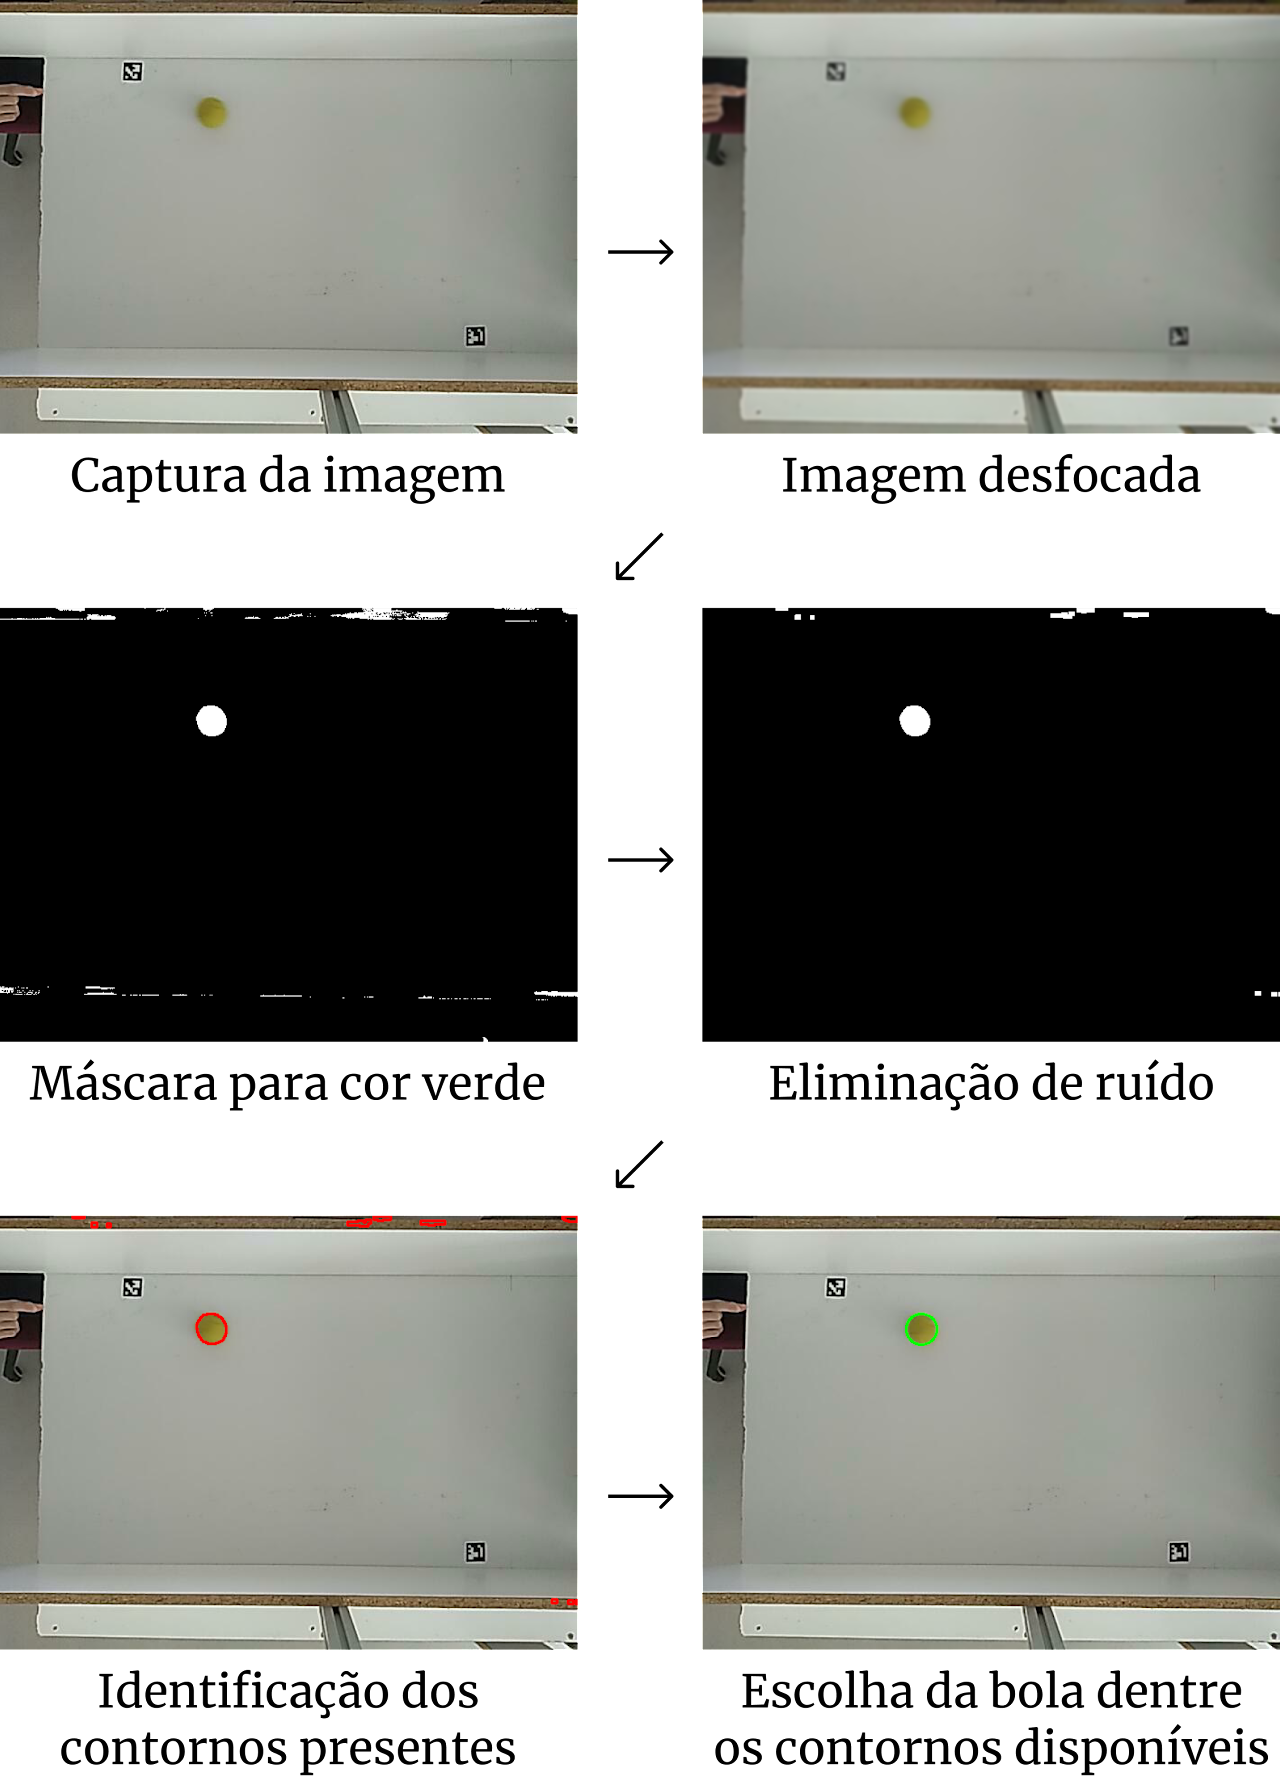 Captura da imagem
Imagem desfocada
Máscara para cor verde
Eliminação de ruído
Identificação dos
contornos presentes
Escolha da bola dentre
os contornos disponíveis